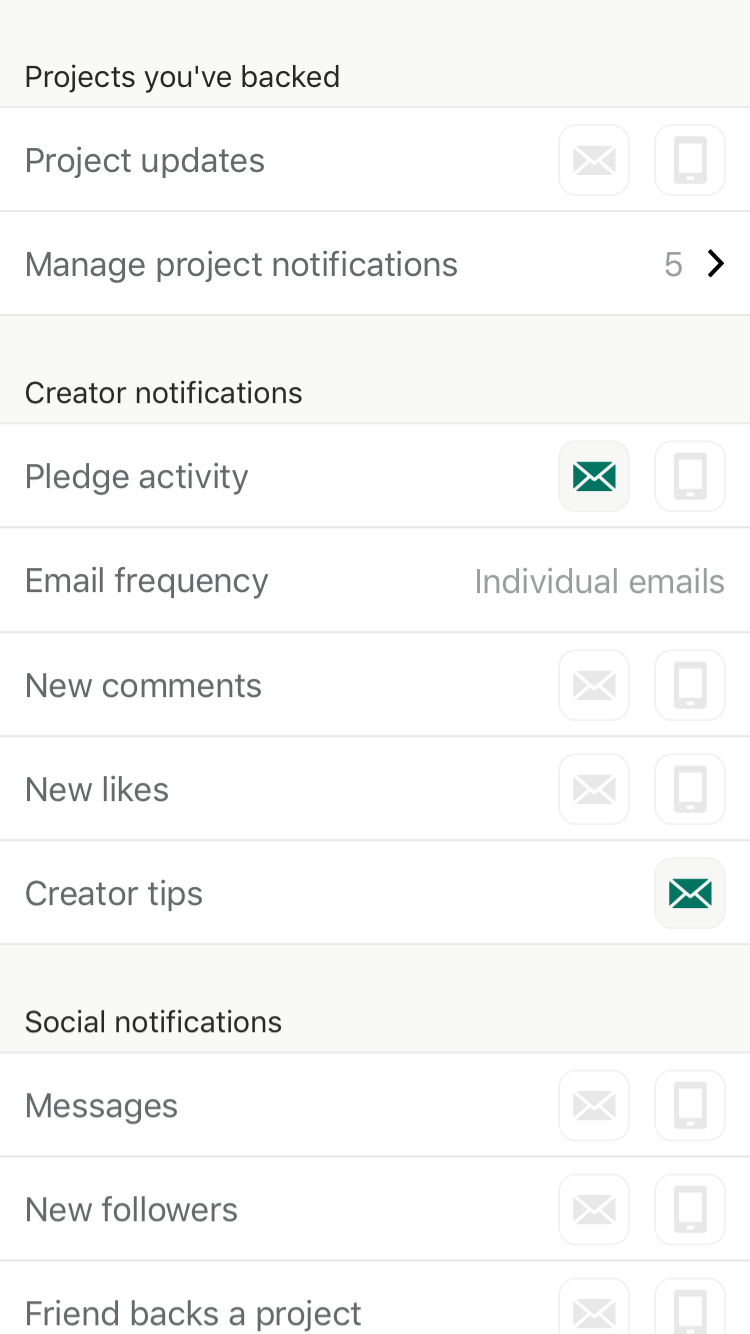 Projects you've backed
Project updates
Manage project notifications 5
Creator notifications
Pledge activity
Email frequency Individual emails
New comments
New likes
Creator tips
Social notifications
Messages
New followers
Friend backs a project